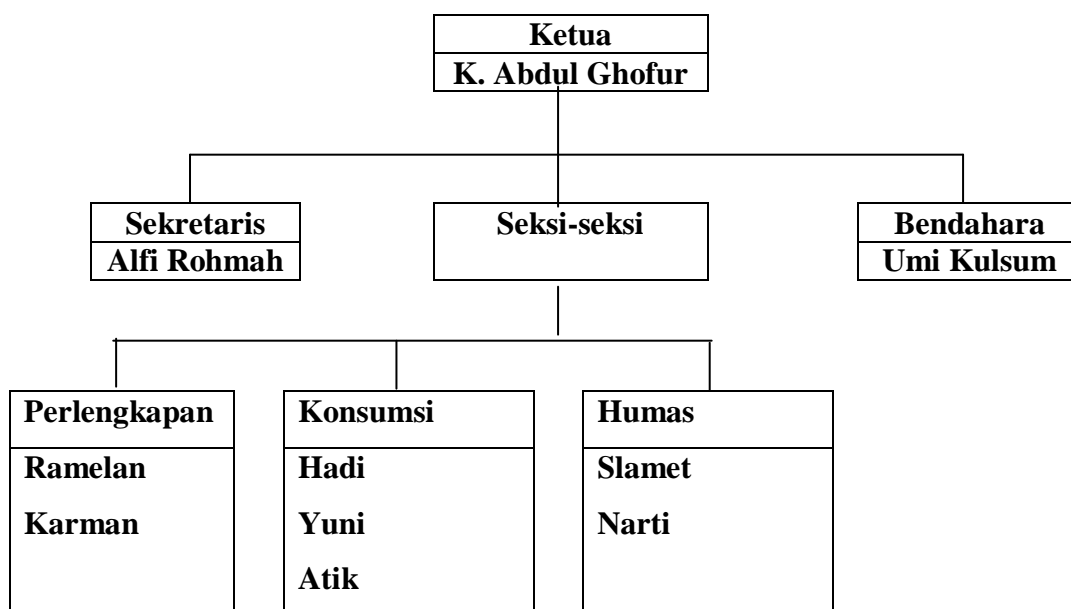 Ketua
K. Abdul Ghofur
Sekretaris
Alfi Rohmah
Seksi-seksi
Bendahara
Umi Kulsum
Perlengkapan
Ramelan
Karman
Konsumsi
Hadi
Yuni
Atik
Humas
Slamet
Narti